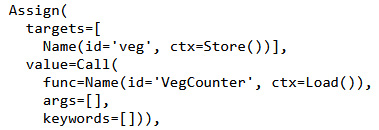 Assign(
  targets=[
    Name(id='veg', ctx=Store())],
  value=Call(
    func=Name(id='VegCounter', ctx=Load()),
    args=[],
    keywords=[])),